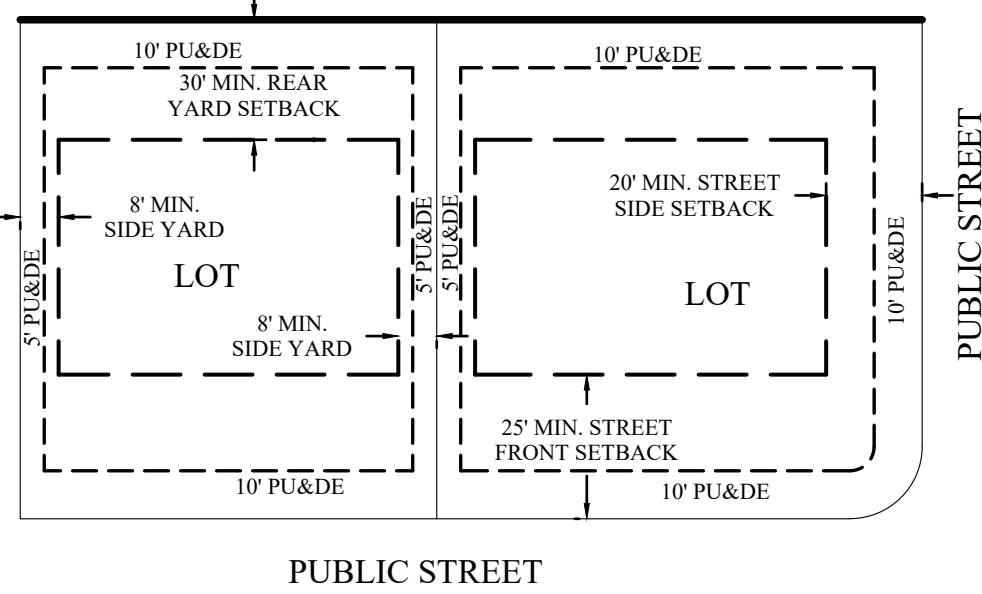 10' PU&DE
10' PU&DE
30' MIN. REAR
YARD SETBACK
20' MIN. STREET
SIDE SETBACK
8' MIN.
SIDE YARD
5' PU&DE
5' PU&DE
5' PU&DE
10' PU&DE
PUBLIC STREET
LOT
LOT
8' MIN.
SIDE YARD
25' MIN. STREET
FRONT SETBACK
10' PU&DE
10' PU&DE
PUBLIC STREET